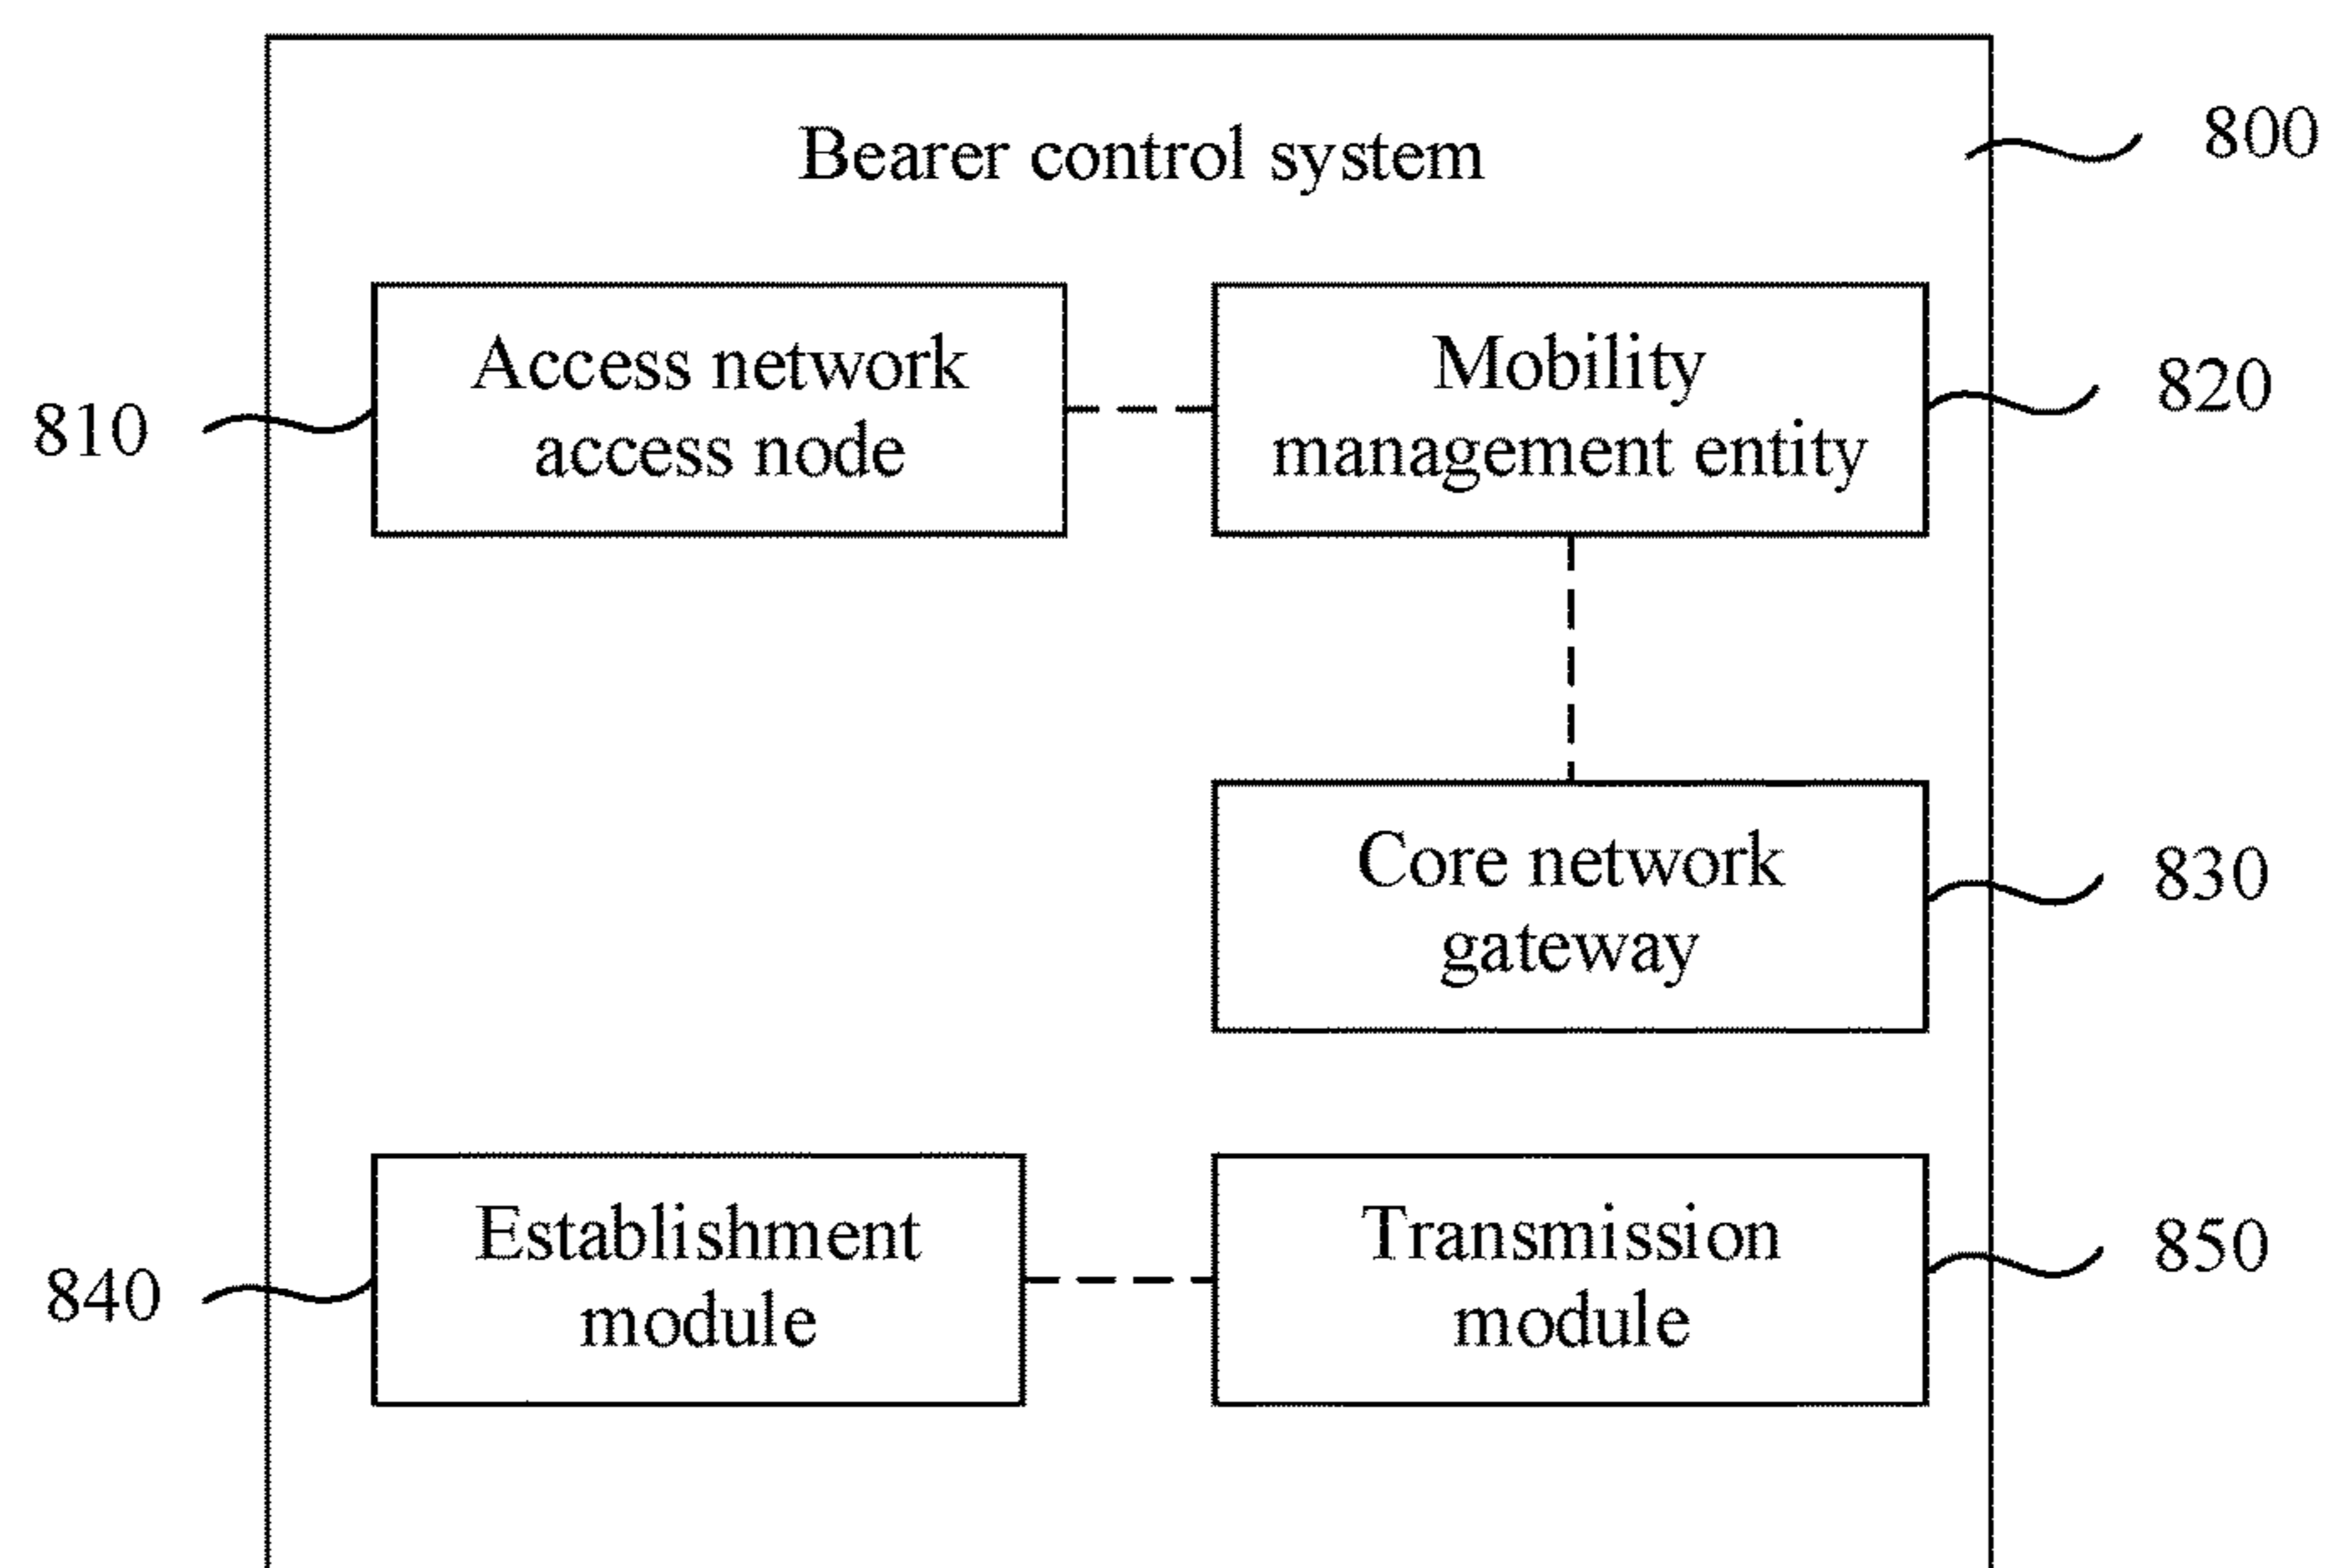 Bearer control system
800
Access network
access node
810
Mobility
management entity
820
Core network
gateway
830
Establishment
module
840
Transmission
module
850